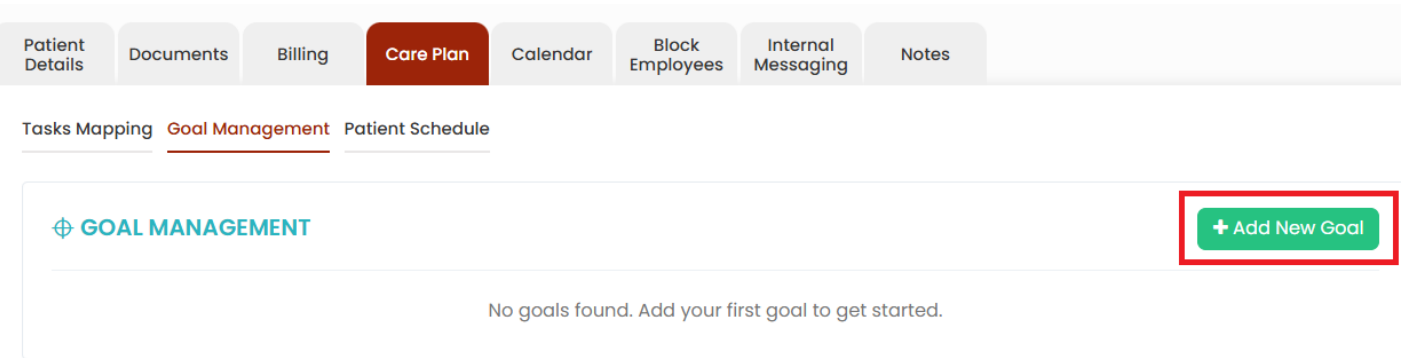 Patient Details
Documents
Billing
Care Plan
Calendar
Block Employees
Internal Messaging
Notes
Tasks Mapping Goal Management Patient Schedule
GOAL MANAGEMENT
+ Add New Goal
No goals found. Add your first goal to get started.